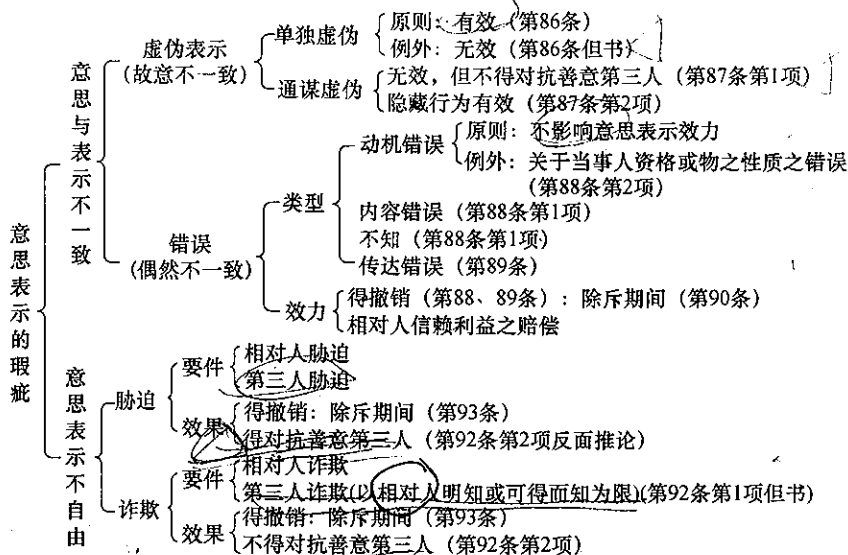 原则：有效（第86条）
单独虚伪
例外：无效（第86条但书）
虚伪表示
(故意不一致)
无效，但不得对抗善意第三人（第87条第1项）
通谋虚伪
隐藏行为有效（第87条第2项）
意思与表示不一致
原则：不影响意思表示效力
动机错误
例外：关于当事人资格或物之性质之错误
(第88条第2项)
类型
内容错误（第88条第1项）
不知（第88条第1项）
传达错误（第89条）
错误
(偶然不一致)
得撤销（第88、89条）：除斥期间（第90条）
效力
相对人信赖利益之赔偿
意思表示的瑕疵
相对人胁迫
要件
第三人胁迫
胁迫
得撤销：除斥期间（第93条）
效果
得对抗善意第三人（第92条第2项反面推论）
意思表示不自由
相对人诈欺
要件
第三人诈欺(以相对人明知或可得而知为限)(第92条第1项但书)
诈欺
得撤销：除斥期间（第93条）
效果
不得对抗善意第三人（第92条第2项）